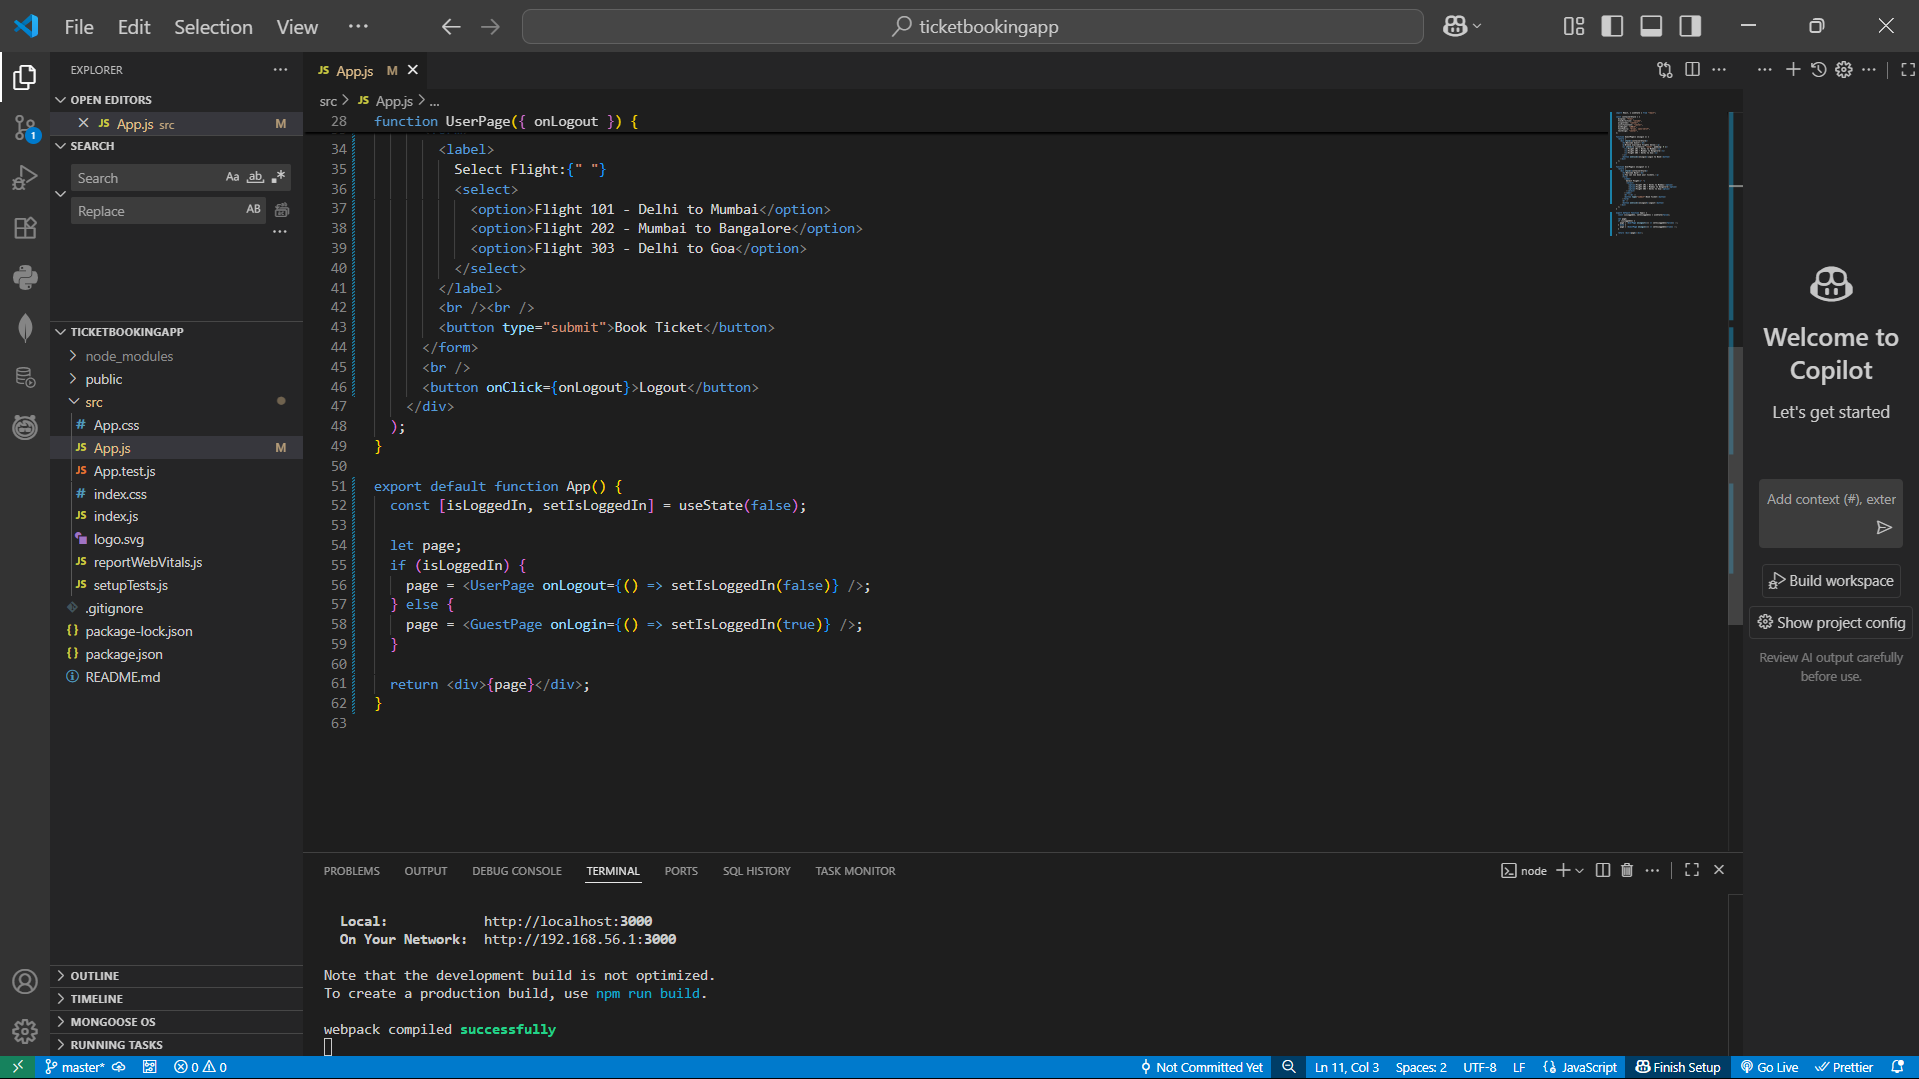 File Edit Selection View ···
ticketbookingapp
EXPLORER
OPEN EDITORS
JS App.js src M
SEARCH
Search Aa ab .*
Replace AB
TICKETBOOKINGAPP
node_modules
public
src
# App.css
JS App.js M
JS App.test.js
# index.css
JS index.js
logo.svg
JS reportWebVitals.js
JS setupTests.js
.gitignore
{} package-lock.json
{} package.json
README.md
OUTLINE
TIMELINE
MONGOOSE OS
RUNNING TASKS
1
JS App.js M
src > JS App.js > ...
28 function UserPage({ onLogout }) {
34 <label>
35 Select Flight:{" "}
36 <select>
37 <option>Flight 101 - Delhi to Mumbai</option>
38 <option>Flight 202 - Mumbai to Bangalore</option>
39 <option>Flight 303 - Delhi to Goa</option>
40 </select>
41 </label>
42 <br /><br />
43 <button type="submit">Book Ticket</button>
44 </form>
45 <br />
46 <button onClick={onLogout}>Logout</button>
47 </div>
48 );
49 }
50
51 export default function App() {
52 const [isLoggedIn, setIsLoggedIn] = useState(false);
53
54 let page;
55 if (isLoggedIn) {
56 page = <UserPage onLogout={() => setIsLoggedIn(false)} />;
57 } else {
58 page = <GuestPage onLogin={() => setIsLoggedIn(true)} />;
59 }
60
61 return <div>{page}</div>;
62 }
63
PROBLEMS OUTPUT DEBUG CONSOLE TERMINAL PORTS SQL HISTORY TASK MONITOR
node
Local: http://localhost:3000
On Your Network: http://192.168.56.1:3000
Note that the development build is not optimized.
To create a production build, use npm run build.
webpack compiled successfully
Welcome to
Copilot
Let's get started
Add context (#), exter
Build workspace
Show project config
Review AI output carefully
before use.
master* 0 0 Not Committed Yet Ln 11, Col 3 Spaces: 2 UTF-8 LF {} JavaScript Finish Setup Go Live Prettier